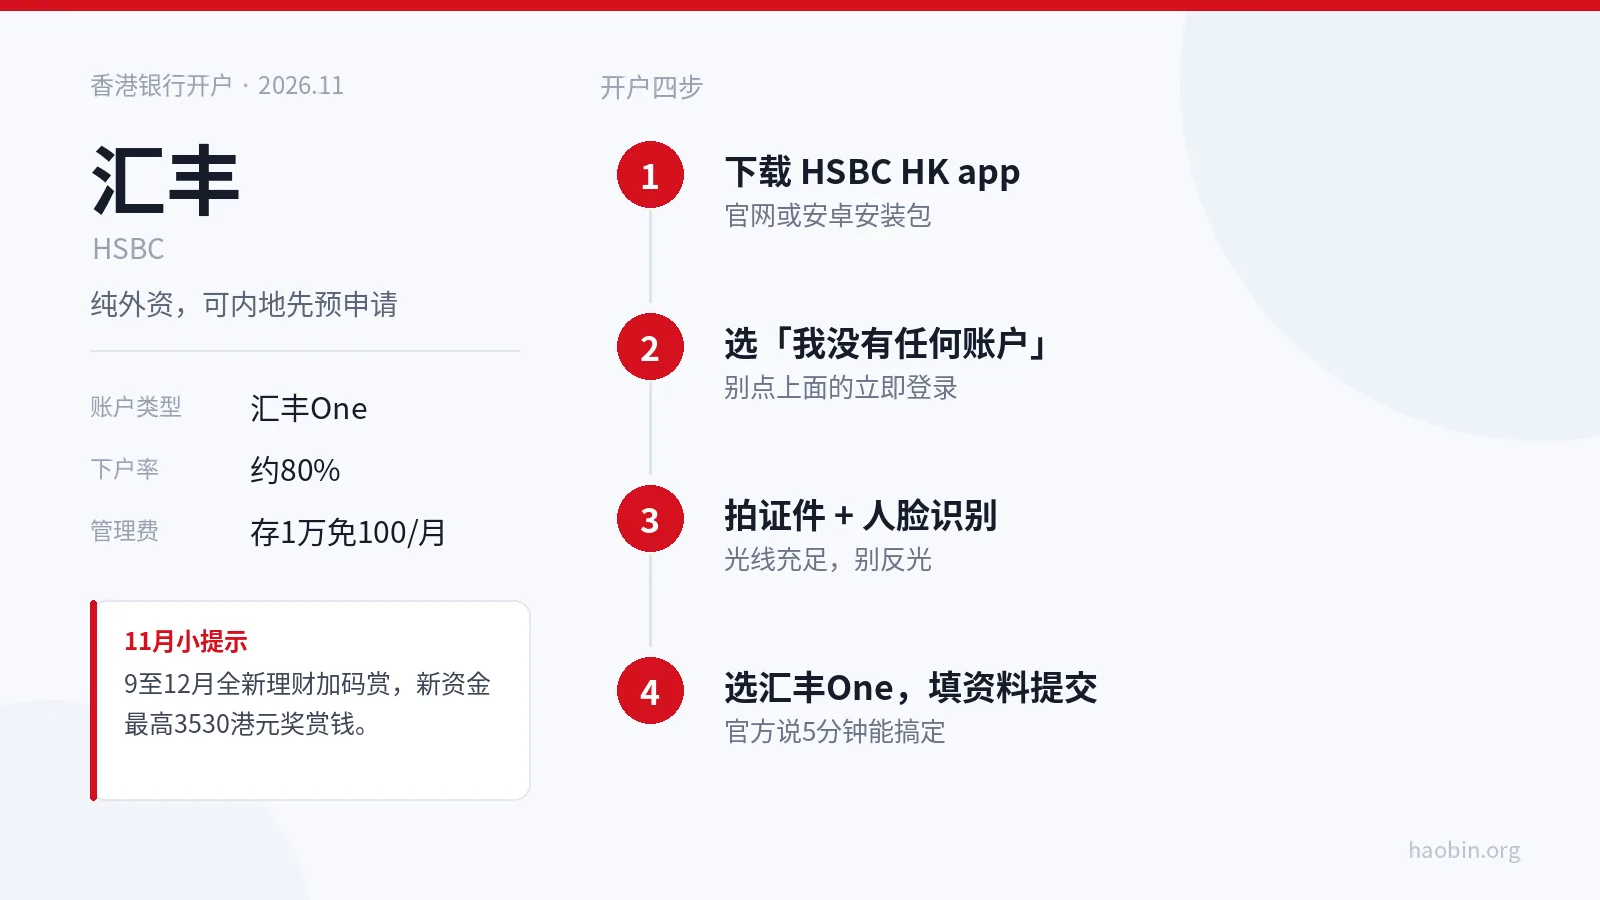 香港银行开户 · 2026.11
汇丰
HSBC
纯外资，可内地先预申请
账户类型 汇丰One
下户率 约80%
管理费 存1万免100/月
11月小提示
9至12月全新理财加码赏，新资金
最高3530港元奖赏钱。
开户四步
1 下载 HSBC HK app
官网或安卓安装包
2 选「我没有任何账户」
别点上面的立即登录
3 拍证件 + 人脸识别
光线充足，别反光
4 选汇丰One，填资料提交
官方说5分钟能搞定
haobin.org